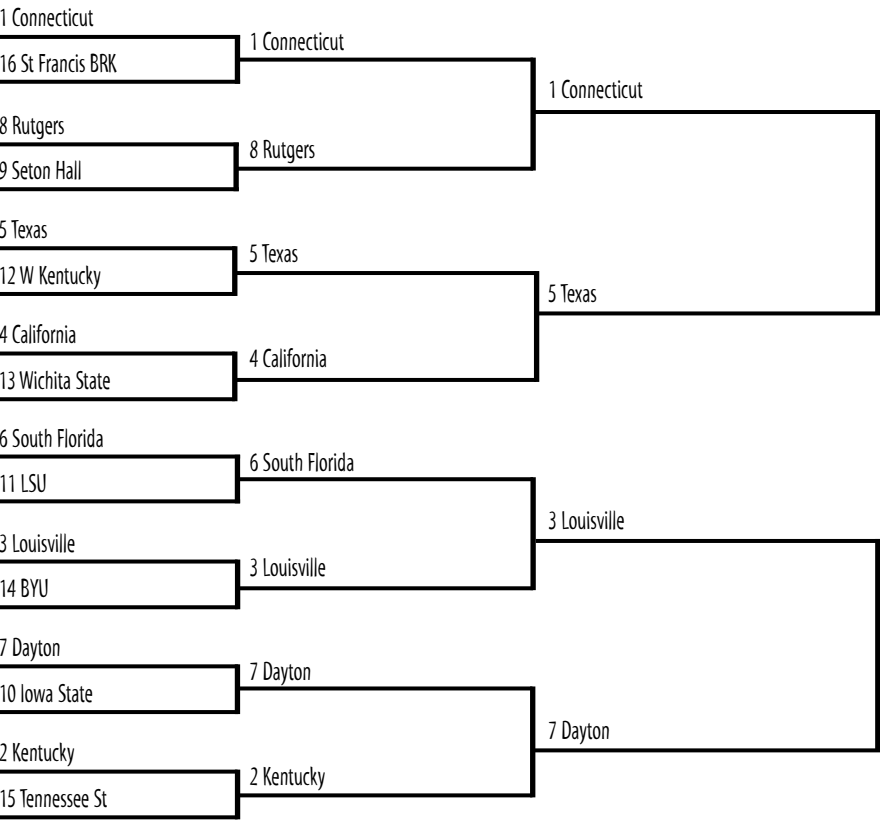 1 Connecticut
16 St Francis BRK
8 Rutgers
9 Seton Hall
5 Texas
12 W Kentucky
4 California
13 Wichita State
6 South Florida
11 LSU
3 Louisville
14 BYU
7 Dayton
10 Iowa State
2 Kentucky
15 Tennessee St
1 Connecticut
8 Rutgers
5 Texas
4 California
6 South Florida
3 Louisville
7 Dayton
2 Kentucky
1 Connecticut
5 Texas
3 Louisville
7 Dayton